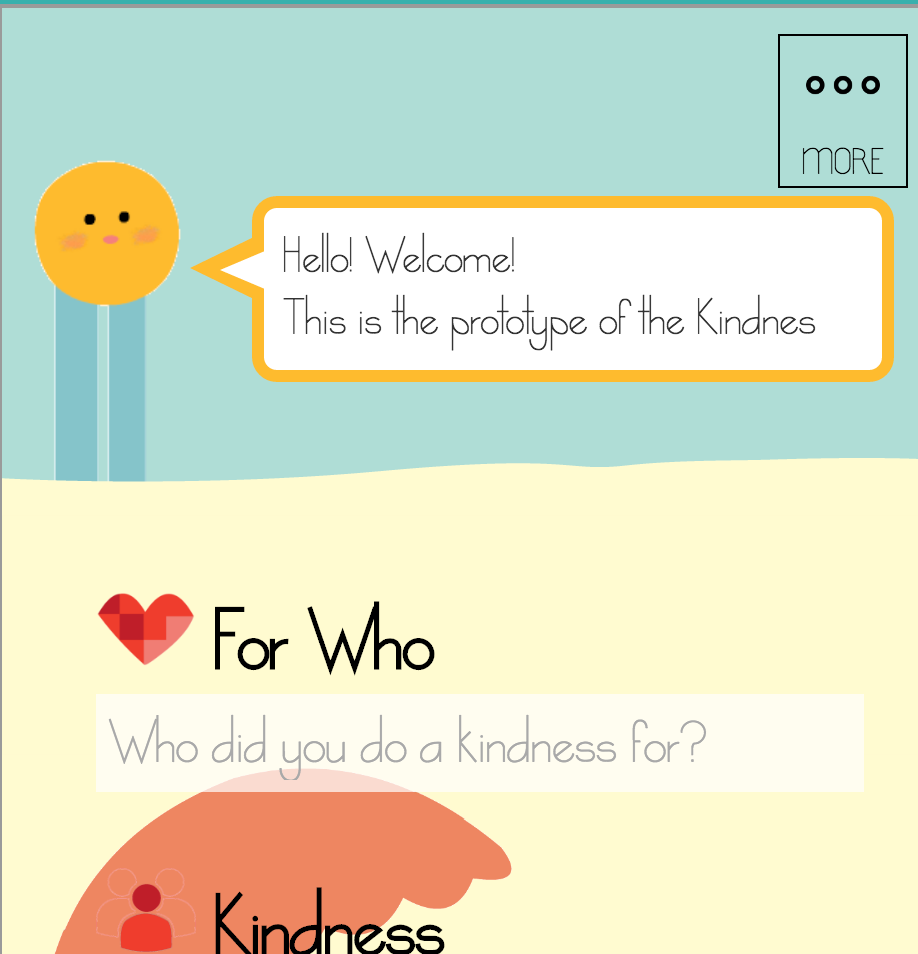 MORE
Hello! Welcome!
This is the prototype of the Kindnes
For Who
Who did you do a kindness for?
Kindness